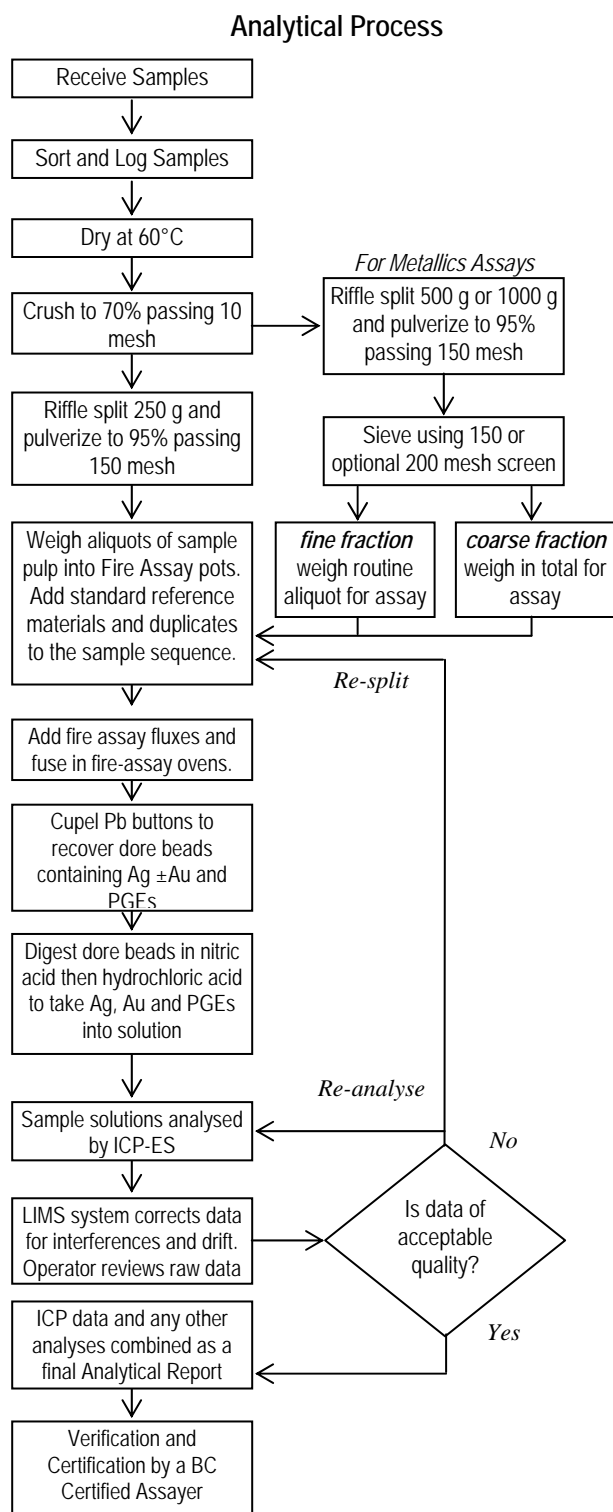 Analytical Process
Receive Samples
Sort and Log Samples
Dry at 60°C
Crush to 70% passing 10
mesh
For Metallics Assays
Riffle split 500 g or 1000 g
and pulverize to 95%
passing 150 mesh
Riffle split 250 g and
pulverize to 95% passing
150 mesh
Sieve using 150 or
optional 200 mesh screen
fine fraction
weigh routine
aliquot for assay
coarse fraction
weigh in total for
assay
Weigh aliquots of sample
pulp into Fire Assay pots.
Add standard reference
materials and duplicates
to the sample sequence.
Re-split
Add fire assay fluxes and
fuse in fire-assay ovens.
Cupel Pb buttons to
recover dore beads
containing Ag ±Au and
PGEs
Digest dore beads in nitric
acid then hydrochloric acid
to take Ag, Au and PGEs
into solution
Re-analyse
Sample solutions analysed
by ICP-ES
No
LIMS system corrects data
for interferences and drift.
Operator reviews raw data
Is data of
acceptable
quality?
Yes
ICP data and any other
analyses combined as a
final Analytical Report
Verification and
Certification by a BC
Certified Assayer